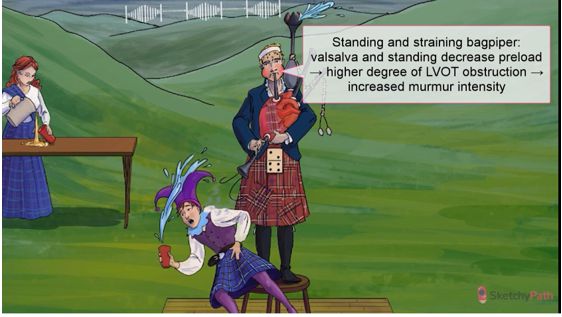 Standing and straining bagpiper:
valsalva and standing decrease preload
→ higher degree of LVOT obstruction →
increased murmur intensity
SketchyPath